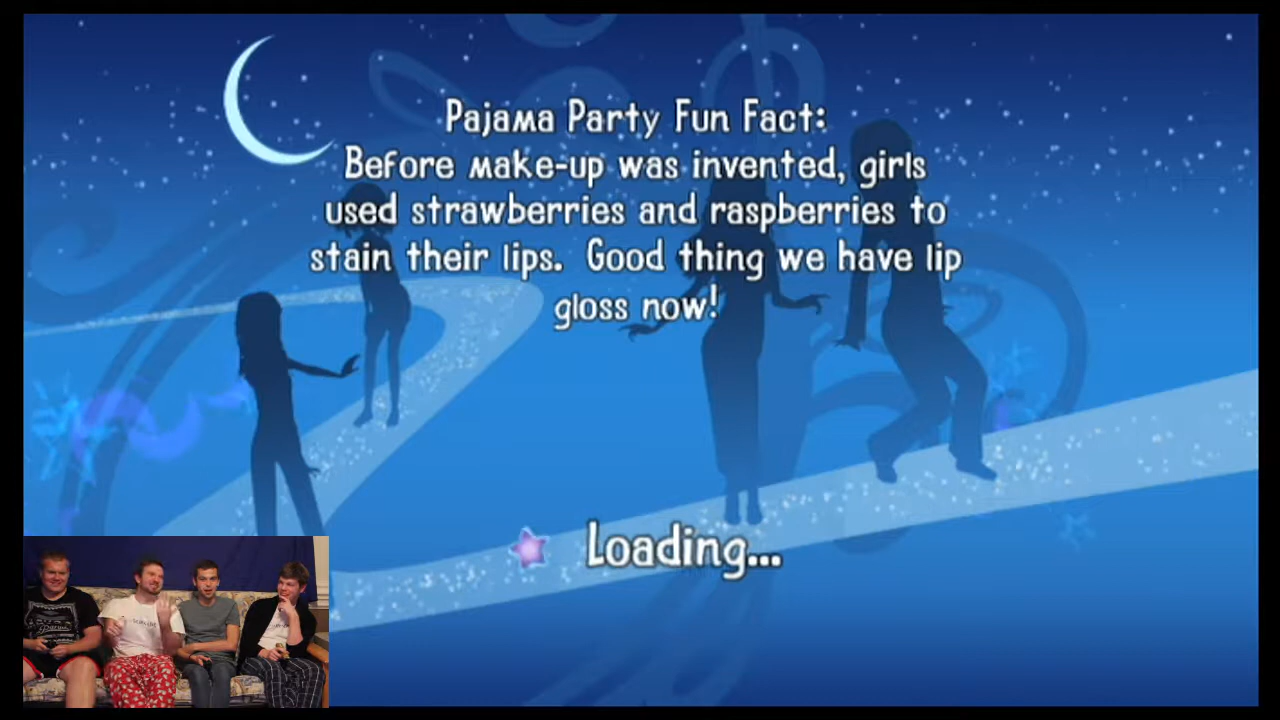 Pajama Party Fun Fact:
Before make-up was invented, girls
used strawberries and raspberries to
stain their lips.  Good thing we have lip
gloss now!
Loading...